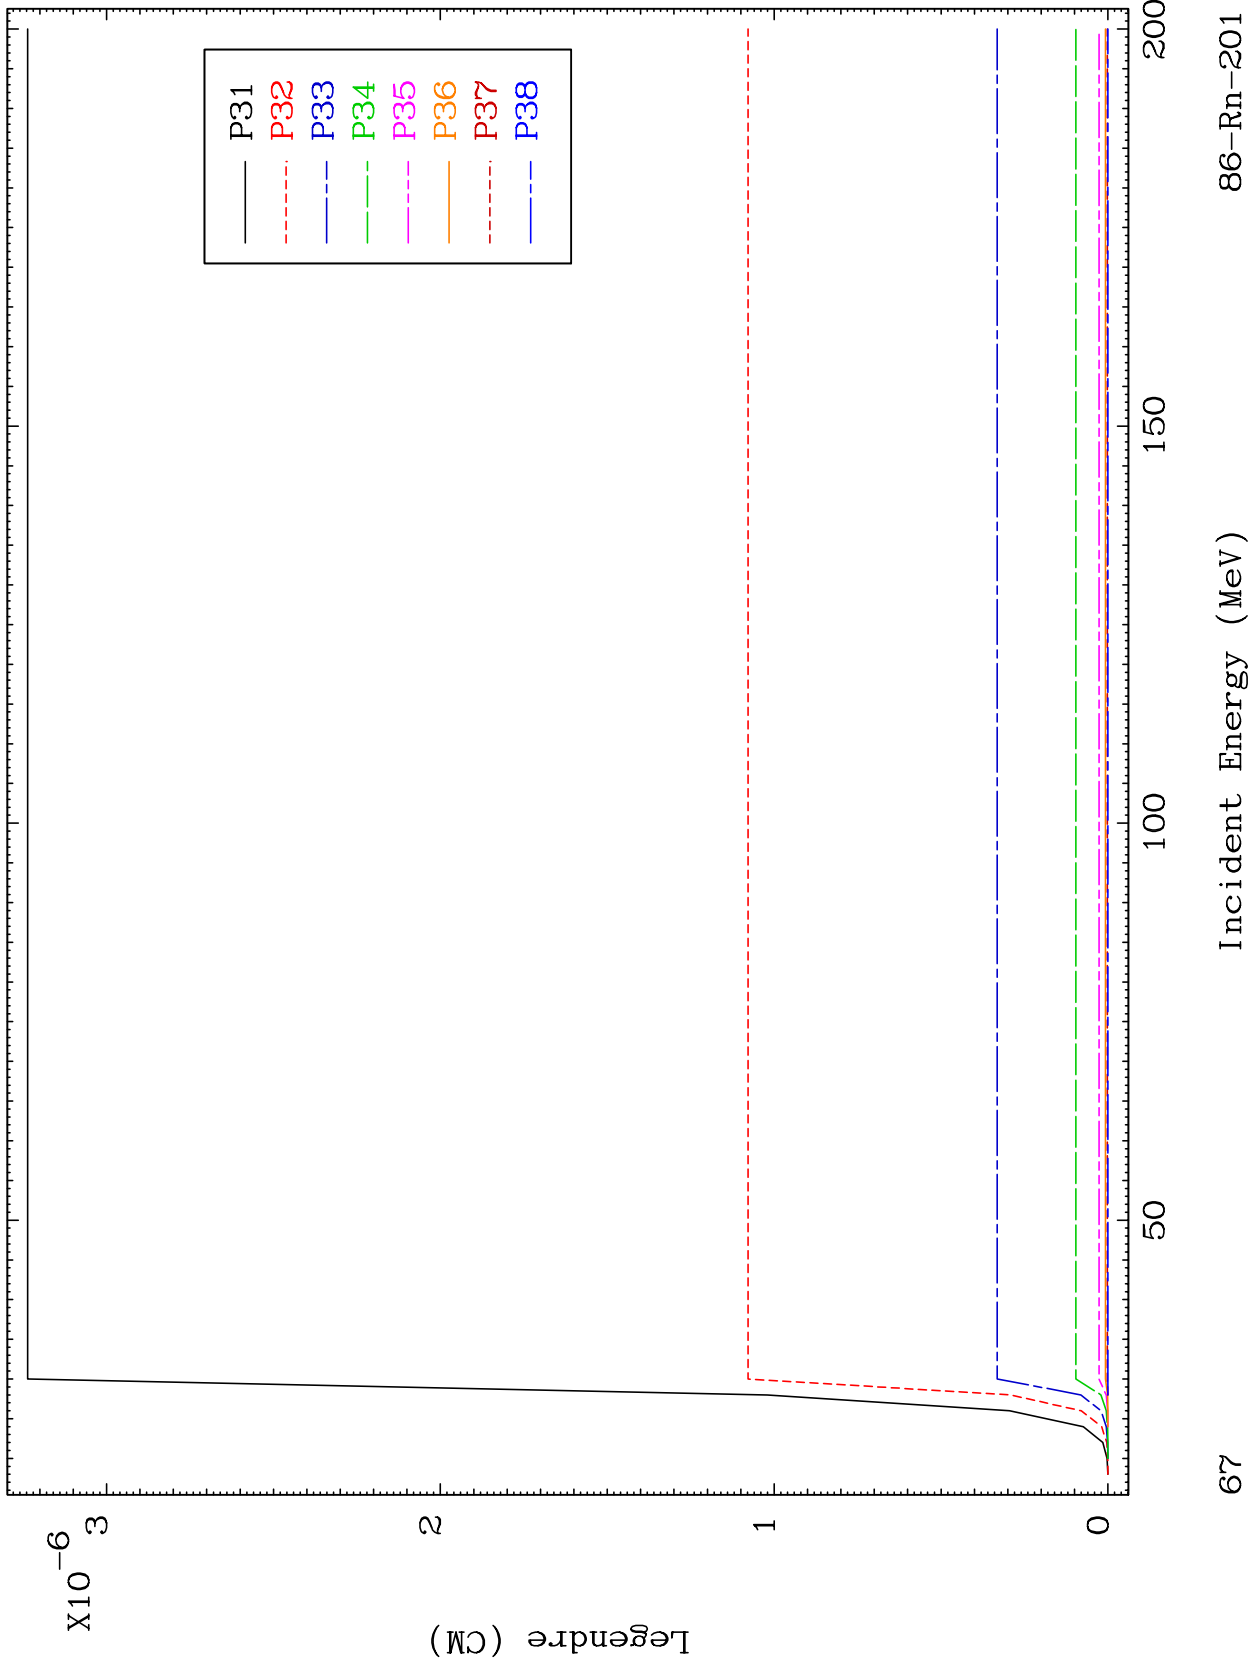 X10-6
3
2
1
0
Legendre (CM)
P31
P32
P33
P34
P35
P36
P37
P38
50
100
150
200
Incident Energy (MeV)
67
86-Rn-201